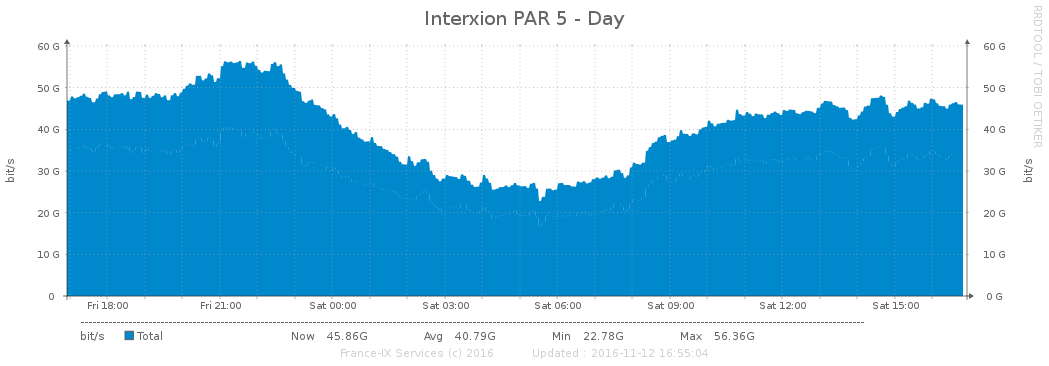 Interxion PAR 5 - Day
RRDTOOL / TOBI OETIKER
60 G 60 G
50 G 50 G
40 G 40 G
30 G 30 G
20 G 20 G
10 G 10 G
0 0 G
bit/s bit/s
Fri 18:00 Fri 21:00 Sat 00:00 Sat 03:00 Sat 06:00 Sat 09:00 Sat 12:00 Sat 15:00
bit/s Total Now 45.86G Avg 40.79G Min 22.78G Max 56.36G
France-IX Services (c) 2016 Updated : 2016-11-12 16:55:04